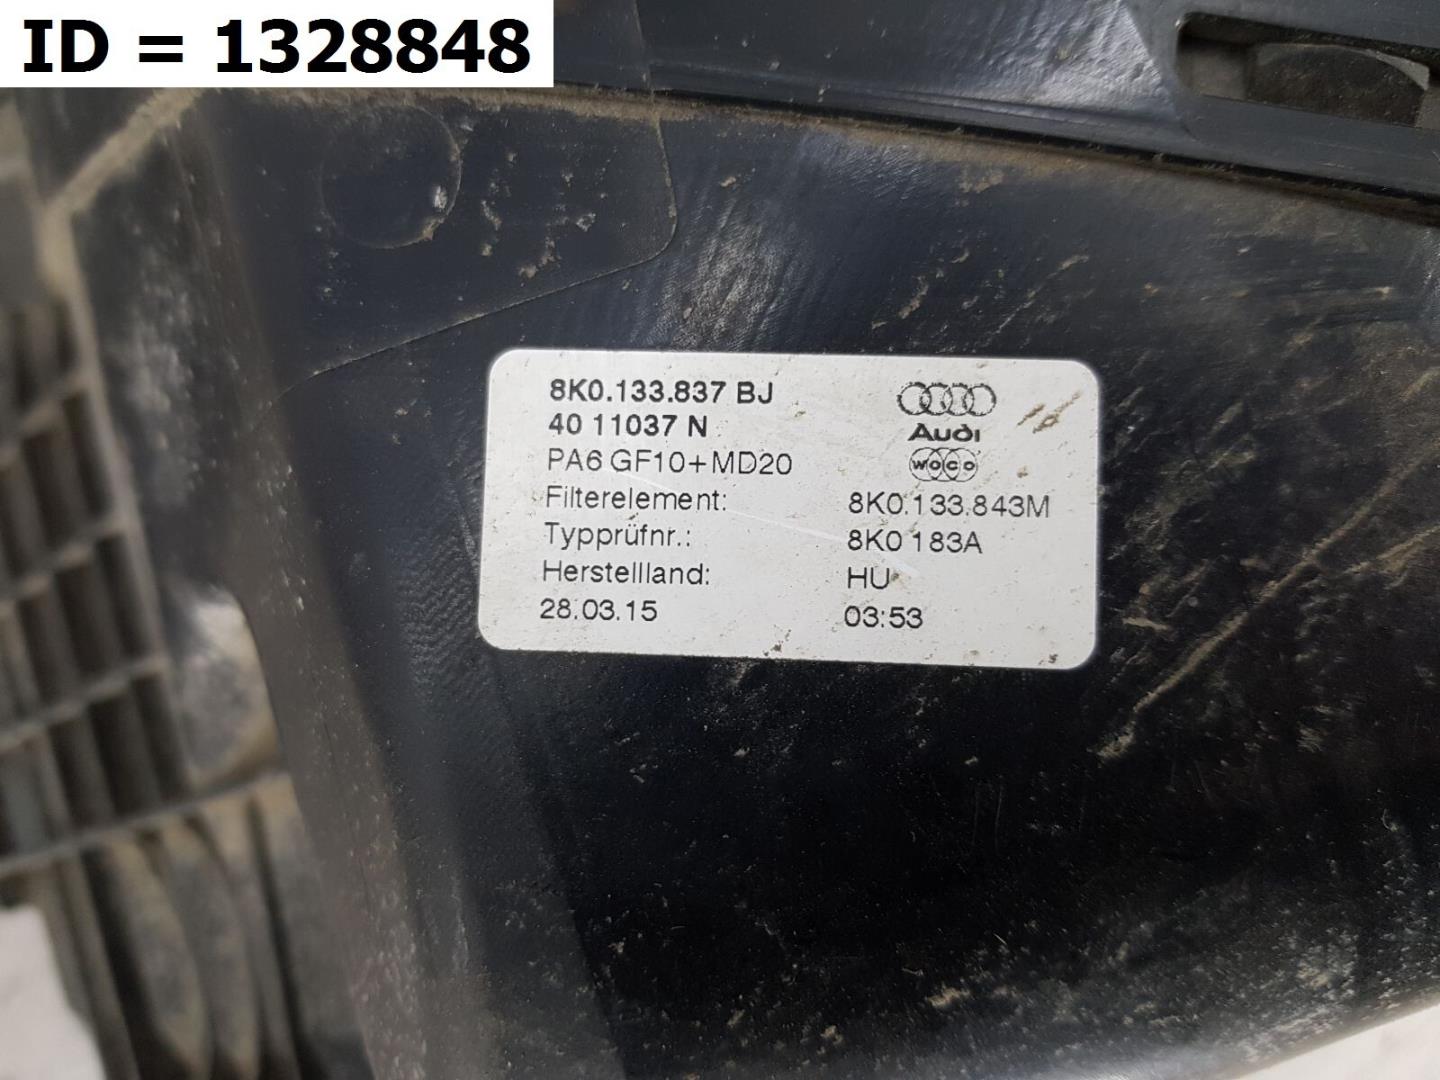 ID = 1328848
8K0.133.837 BJ
40 11037 N
Audi
PA6 GF10+MD20
WOCO
Filterelement: 8K0.133.843M
Typprüfnr.: 8K0 183A
Herstellland: HU
28.03.15 03:53